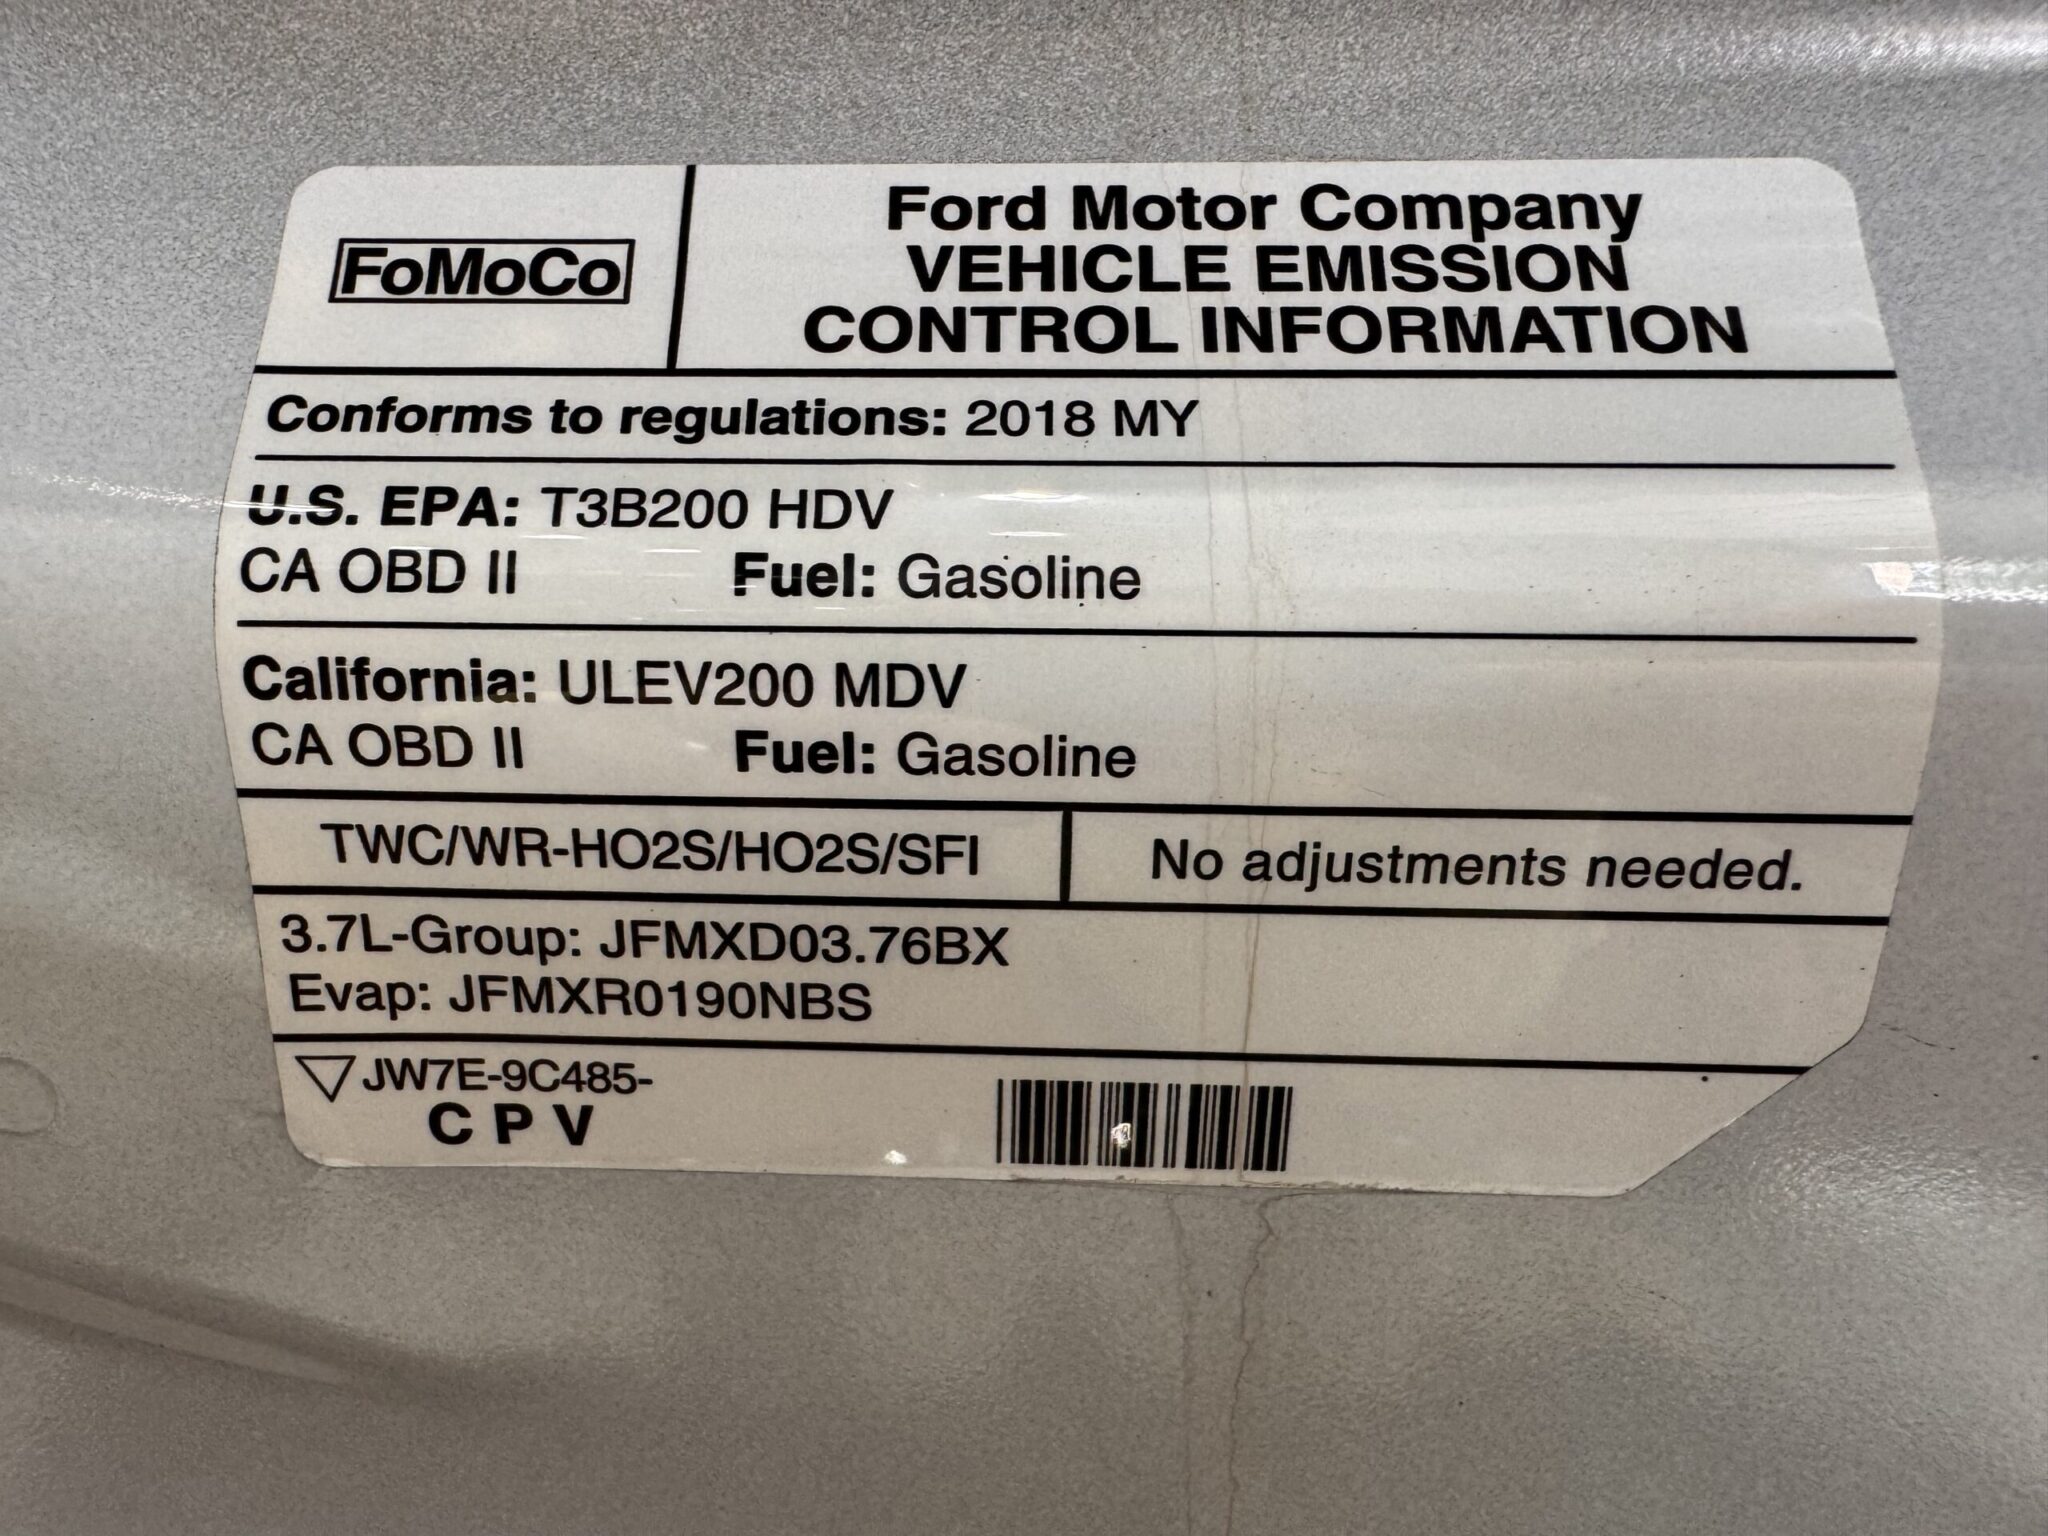 FoMoCo
Ford Motor Company
VEHICLE EMISSION
CONTROL INFORMATION
Conforms to regulations: 2018 MY
U.S. EPA: T3B200 HDV
CA OBD II Fuel: Gasoline
California: ULEV200 MDV
CA OBD II Fuel: Gasoline
TWC/WR-HO2S/HO2S/SFI
No adjustments needed.
3.7L-Group: JFMXD03.76BX
Evap: JFMXR0190NBS
JW7E-9C485-
C P V